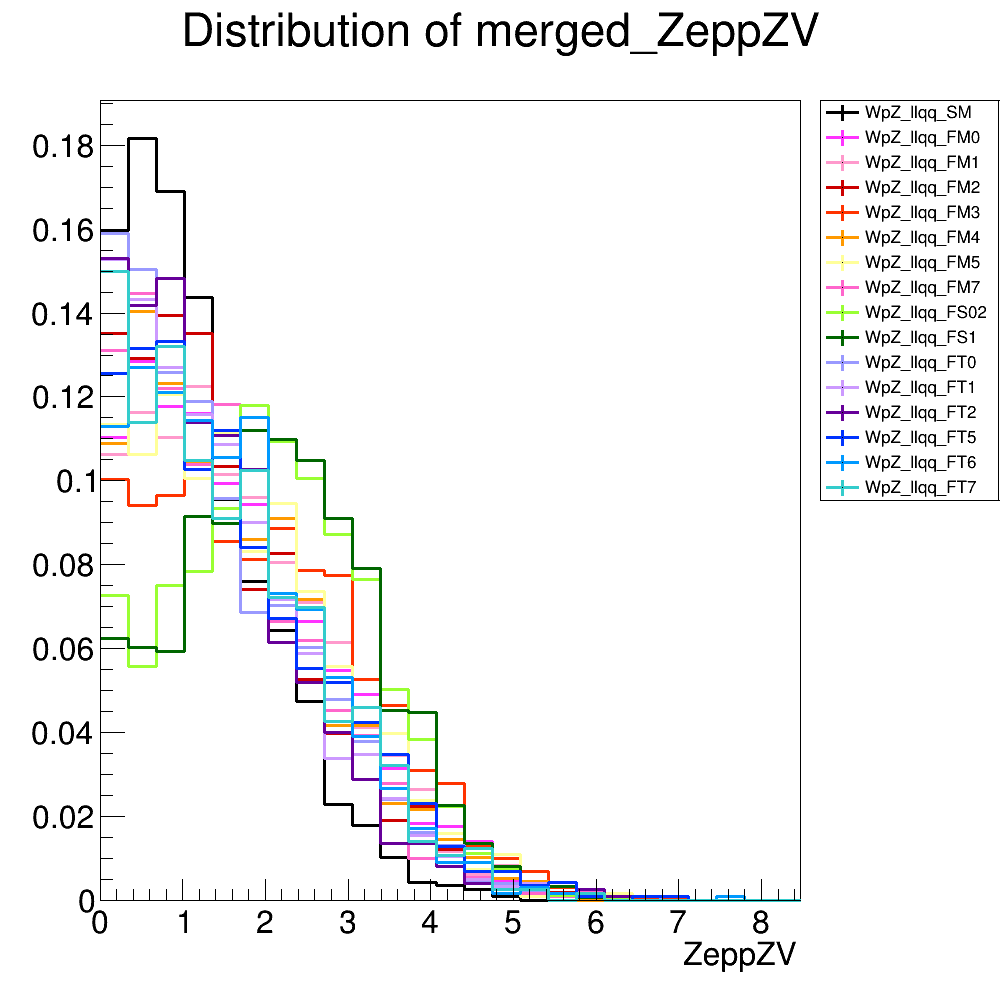 Distribution of merged_ZeppZV
WpZ_llqq_SM
WpZ_llqq_FM0
WpZ_llqq_FM1
WpZ_llqq_FM2
WpZ_llqq_FM3
WpZ_llqq_FM4
WpZ_llqq_FM5
WpZ_llqq_FM7
WpZ_llqq_FS02
WpZ_llqq_FS1
WpZ_llqq_FT0
WpZ_llqq_FT1
WpZ_llqq_FT2
WpZ_llqq_FT5
WpZ_llqq_FT6
WpZ_llqq_FT7
0.18
0.16
0.14
0.12
0.1
0.08
0.06
0.04
0.02
0
0 1 2 3 4 5 6 7 8
ZeppZV